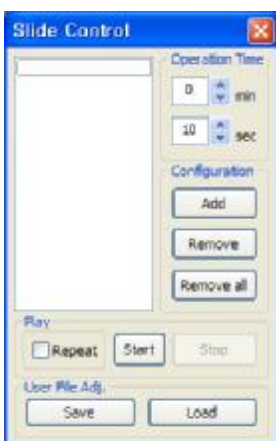 Slide Control
Operation Time
0 min
10 sec
Configuration
Add
Remove
Remove all
Play
Repeat Start Stop
User File Adj.
Save Load